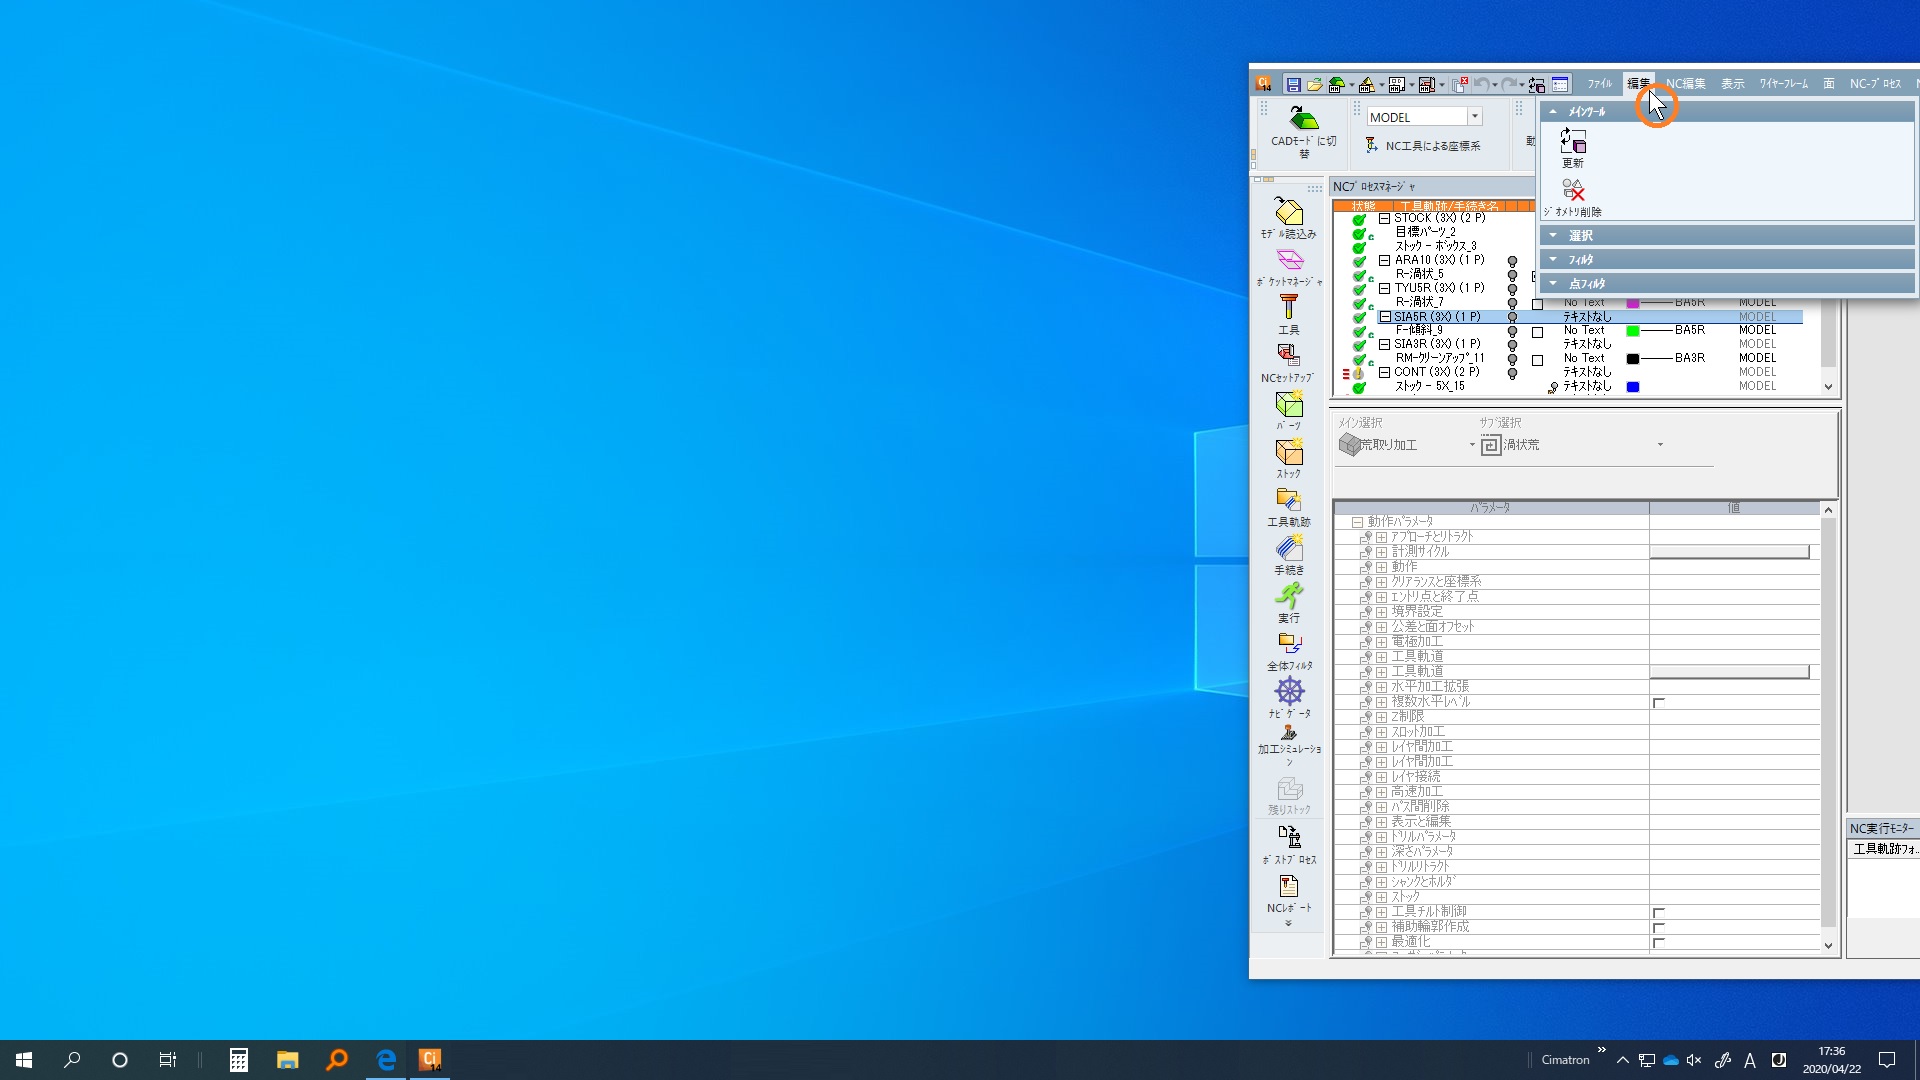 ファイル 編集 NC編集 表示 ワイヤーフレーム 面 NC-プロセス
CADモードに切替
MODEL
NC工具による座標系
メインツール
更新
ジオメトリ削除
選択
フィルタ
点フィルタ
モデル読込み
ポケットマネージャ
工具
NCセットアップ
パーツ
ストック
工具軌跡
手続き
実行
全体フィルタ
ナビゲータ
加工シミュレーション
残りストック
ポストプロセス
NCレポート
NCプロセスマネージャ
状態 工具軌跡/手続き名
STOCK (3X) (2 P)
目標パーツ_2
ストック - ボックス_3
ARA10 (3X) (1 P)
R-渦状_5
TYU5R (3X) (1 P)
R-渦状_7 No Text BA5R MODEL
SIA5R (3X) (1 P) テキストなし MODEL
F-傾斜_9 No Text BA5R MODEL
SIA3R (3X) (1 P) テキストなし MODEL
RM-クリーンアップ_11 No Text BA3R MODEL
CONT (3X) (2 P) テキストなし MODEL
ストック - 5X_15 テキストなし MODEL
メイン選択 サブ選択
荒取り加工 渦状荒
パラメータ 値
動作パラメータ
アプローチとリトラクト
計測サイクル
動作
クリアランスと座標系
エントリ点と終了点
境界設定
公差と面オフセット
電極加工
工具軌道
工具軌道
水平加工拡張
複数水平レベル
Z制限
スロット加工
レイヤ間加工
レイヤ間加工
レイヤ接続
高速加工
パス間削除
表示と編集
ドリルパラメータ
深さパラメータ
ドリルリトラクト
シャンクとホルダ
ストック
工具チルト制御
補助輪郭作成
最適化
NC実行モニター
工具軌跡フォ..
Cimatron
A
17:36
2020/04/22